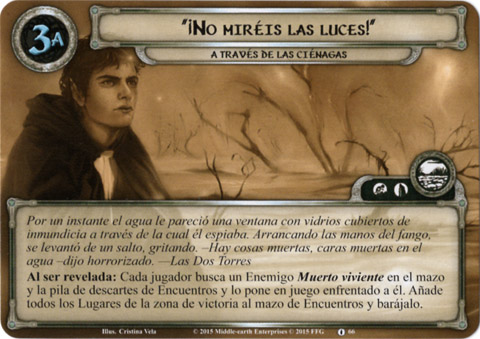 3A
"¡No miréis las luces!"
A través de las ciénagas
Por un instante el agua le pareció una ventana con vidrios cubiertos de
inmundicia a través de la cual él espiaba. Arrancando las manos del fango,
se levantó de un salto, gritando. –Hay cosas muertas, caras muertas en el
agua –dijo horrorizado. —Las Dos Torres
Al ser revelada: Cada jugador busca un Enemigo Muerto viviente en el mazo
y la pila de descartes de Encuentros y lo pone en juego enfrentado a él. Añade
todos los Lugares de la zona de victoria al mazo de Encuentros y barájalo.
Illus. Cristina Vela © 2015 Middle-earth Enterprises © 2015 FFG 66